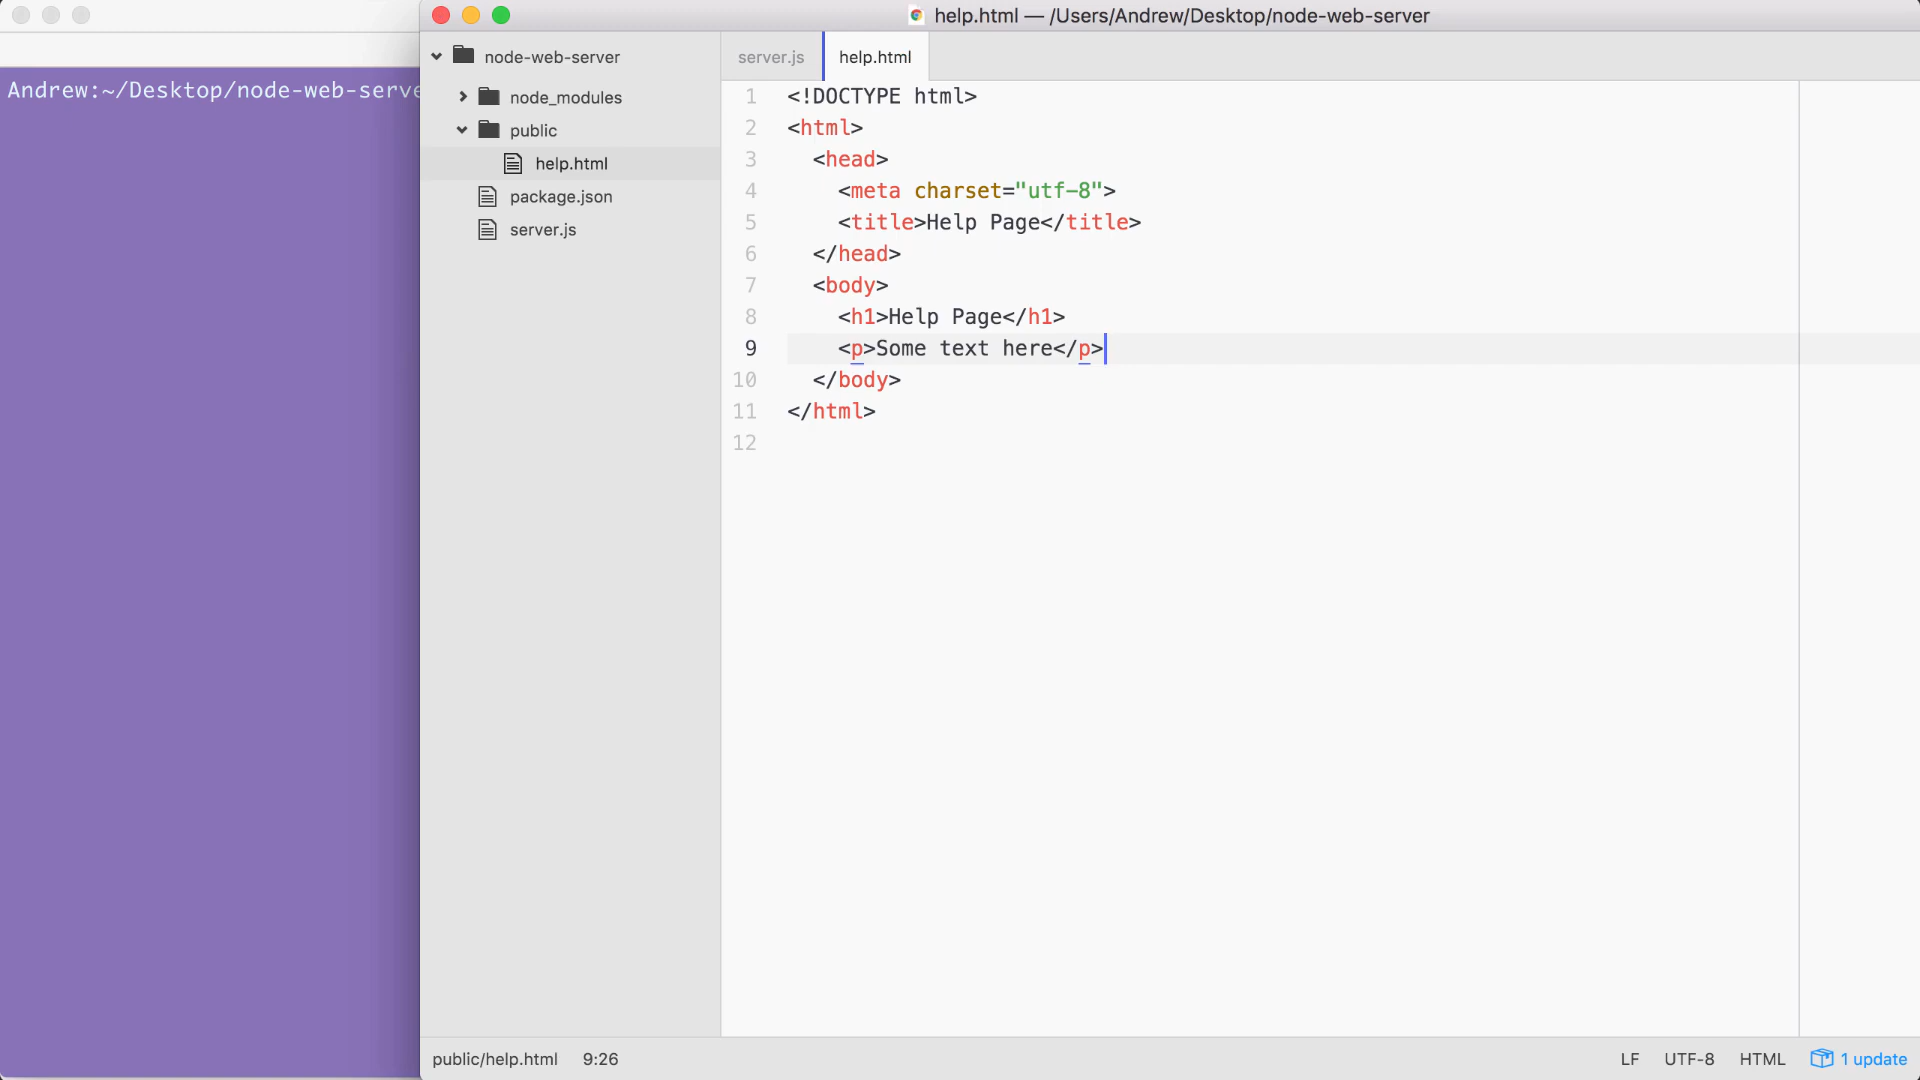 help.html — /Users/Andrew/Desktop/node-web-server
Andrew:~/Desktop/node-web-serve
node-web-server
node_modules
public
help.html
package.json
server.js
server.js
help.html
1 <!DOCTYPE html>
2 <html>
3 <head>
4 <meta charset="utf-8">
5 <title>Help Page</title>
6 </head>
7 <body>
8 <h1>Help Page</h1>
9 <p>Some text here</p>
10 </body>
11 </html>
12
public/help.html 9:26
LF UTF-8 HTML 1 update